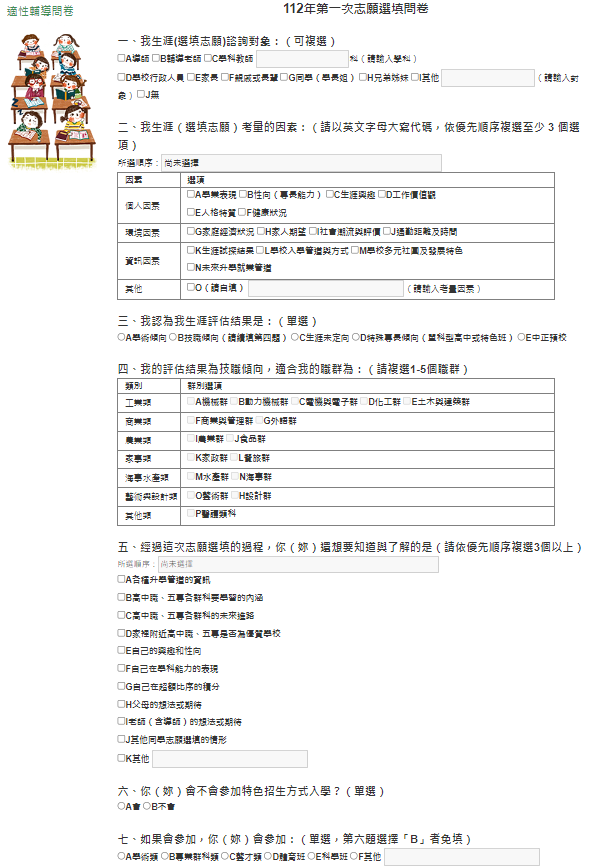 適性輔導問卷
112年第一次志願選填問卷
一、我生涯(選填志願)諮詢對象：（可複選）
□A導師 □B輔導老師 □C學科教師 科（請輸入學科）
□D學校行政人員 □E家長 □F親戚或長輩 □G同學（學長姐） □H兄弟姊妹 □I其他 （請輸入對
象） □J無
二、我生涯（選填志願）考量的因素：（請以英文字母大寫代碼，依優先順序複選至少 3 個選
項）
所選順序： 尚未選擇
因素 選項
個人因素 □A學業表現 □B性向（專長能力） □C生涯興趣 □D工作價值觀
□E人格特質 □F健康狀況
環境因素 □G家庭經濟狀況 □H家人期望 □I社會潮流與評價 □J通勤距離及時間
資訊因素 □K生涯試探結果 □L學校入學管道與方式 □M學校多元社團及發展特色
□N未來升學就業管道
其他 □O（請自填） （請輸入考量因素）
三、我認為我生涯評估結果是：（單選）
○A學術傾向 ○B技職傾向（請續填第四題） ○C生涯未定向 ○D特殊專長傾向（單科型高中或特色班） ○E中正預校
四、我的評估結果為技職傾向，適合我的職群為：（請複選1-5個職群）
類別 群別選項
工業類 □A機械群 □B動力機械群 □C電機與電子群 □D化工群 □E土木與建築群
商業類 □F商業與管理群 □G外語群
農業類 □I農業群 □J食品群
家事類 □K家政群 □L餐旅群
海事水產類 □M水產群 □N海事群
藝術與設計類 □O藝術群 □H設計群
其他類 □P醫護類科
五、經過這次志願選填的過程，你（妳）還想要知道與了解的是（請依優先順序複選3個以上）
所選順序： 尚未選擇
□A各種升學管道的資訊
□B高中職、五專各群科要學習的內涵
□C高中職、五專各群科的未來進路
□D家裡附近高中職、五專是否為優質學校
□E自己的興趣和性向
□F自己在學科能力的表現
□G自己在超額比序的積分
□H父母的想法或期待
□I老師（含導師）的想法或期待
□J其他同學志願選填的情形
□K其他
六、你（妳）會不會參加特色招生方式入學？（單選）
○A會 ○B不會
七、如果會參加，你（妳）會參加：（單選，第六題選擇「B」者免填）
○A學術類 ○B專業群科類 ○C藝才類 ○D體育班 ○E科學班 ○F其他